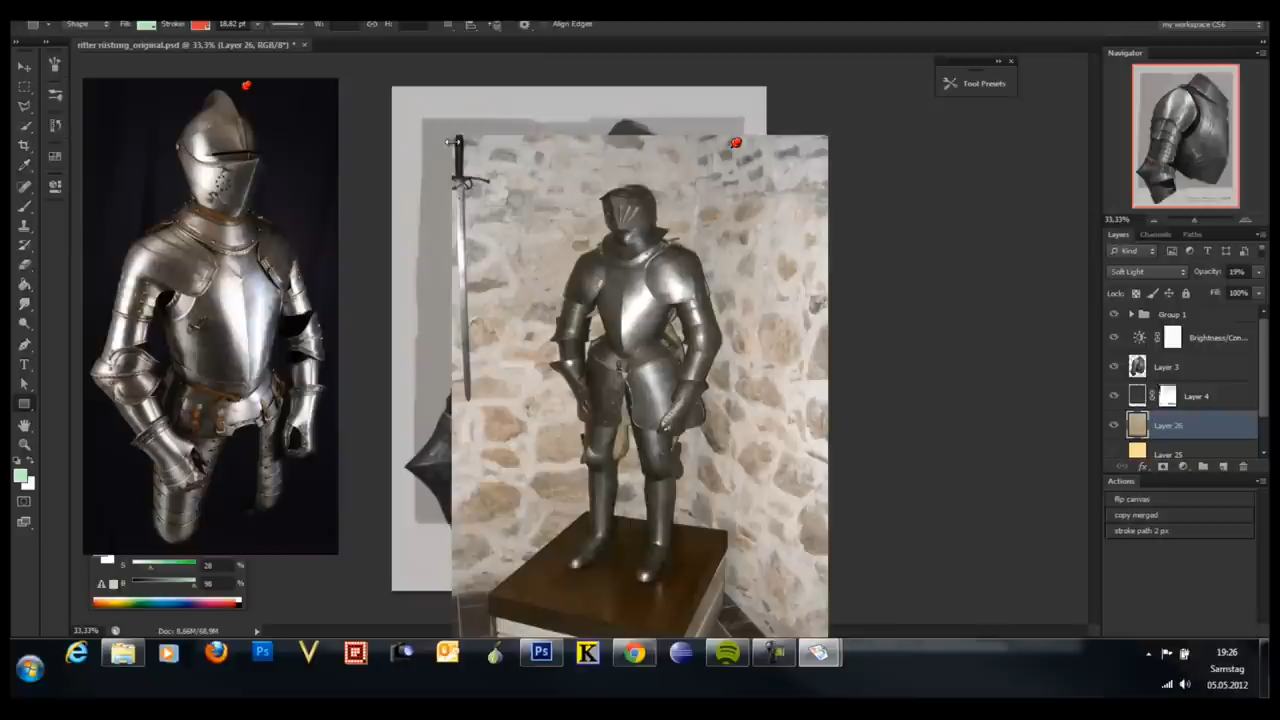 Shape
Fill:
Stroke:
18,82 pt
W:
H:
Align Edges
my workspace CS6
ritter rüstung_original.psd @ 33,3% (Layer 26, RGB/8*) *
Tool Presets
Navigator
33,33%
Layers
Channels
Paths
Kind
Soft Light
Opacity:
19%
Lock:
Fill:
100%
Group 1
Brightness/Con...
Layer 3
Layer 4
Layer 26
Layer 25
Actions
flip canvas
copy merged
stroke path 2 px
S
28
%
B
98
%
33,33%
Doc: 8,66M/68,9M
19:26
Samstag
05.05.2012